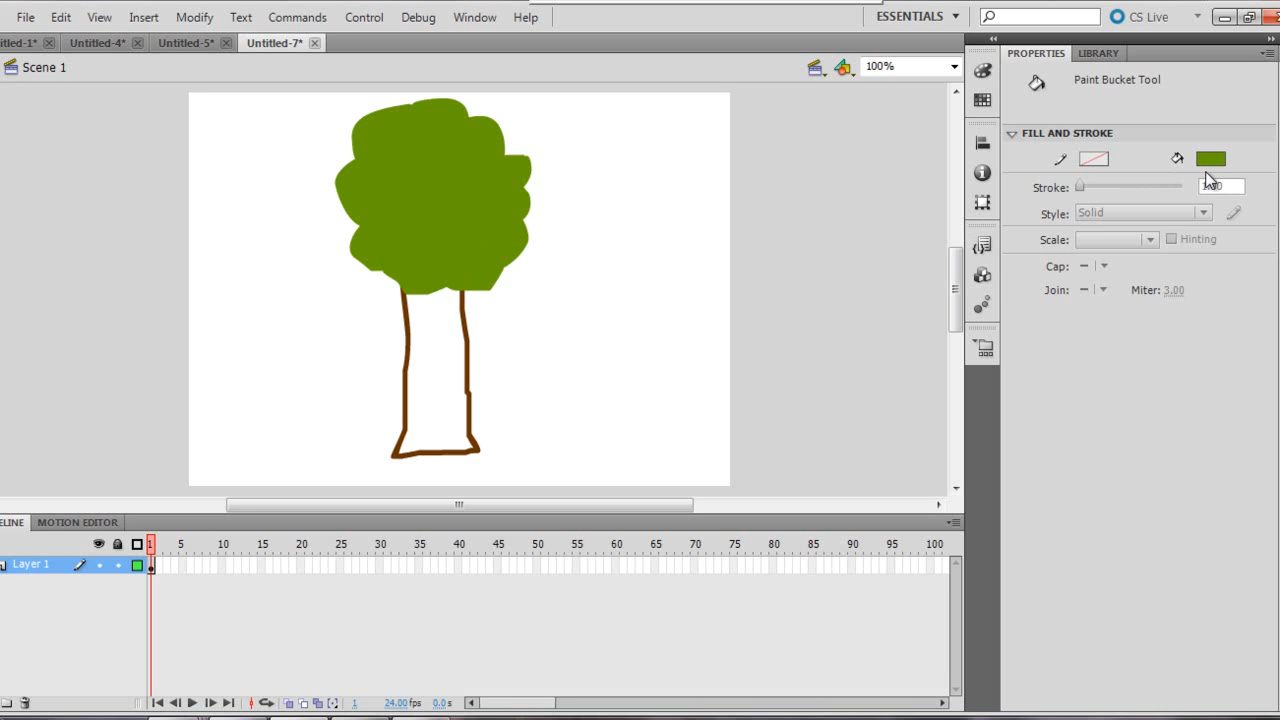 File Edit View Insert Modify Text Commands Control Debug Window Help ESSENTIALS CS Live
tled-1* Untitled-4* Untitled-5* Untitled-7*
Scene 1 100%
PROPERTIES LIBRARY
Paint Bucket Tool
FILL AND STROKE
Stroke:
Style: Solid
Scale: Hinting
Cap:
Join: Miter: 3.00
ELINE MOTION EDITOR
1 5 10 15 20 25 30 35 40 45 50 55 60 65 70 75 80 85 90 95 100
Layer 1
1 24.00 fps 0.0 s